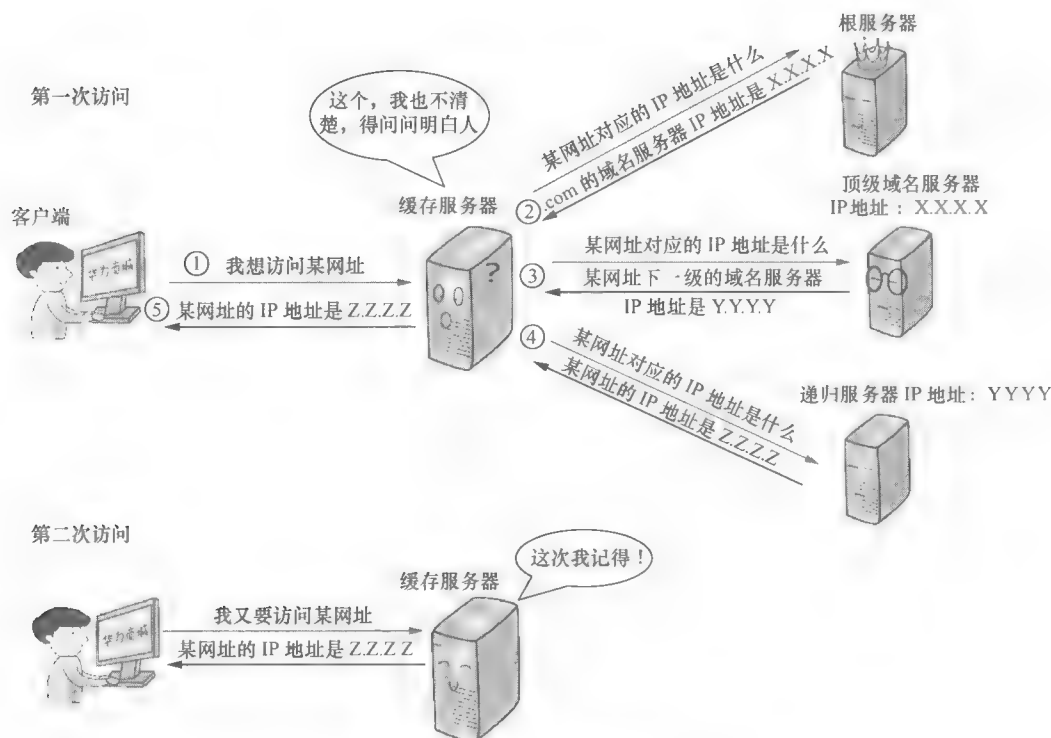 根服务器
第一次访问
这个，我也不清
楚，得问问明白人
某网址对应的 IP 地址是什么
.com 的域名服务器 IP 地址是 X.X.X.X
缓存服务器
②
顶级域名服务器
IP地址：X.X.X.X
客户端
① 我想访问某网址
⑤ 某网址的 IP 地址是 Z.Z.Z.Z
?
③
某网址对应的 IP 地址是什么
某网址下一级的域名服务器
IP 地址是 Y.Y.Y.Y
④
某网址对应的 IP 地址是什么
某网址的 IP 地址是 Z.Z.Z.Z
递归服务器 IP 地址：Y Y Y Y
第二次访问
这次我记得！
缓存服务器
我又要访问某网址
某网址的 IP 地址是 Z.Z.Z Z